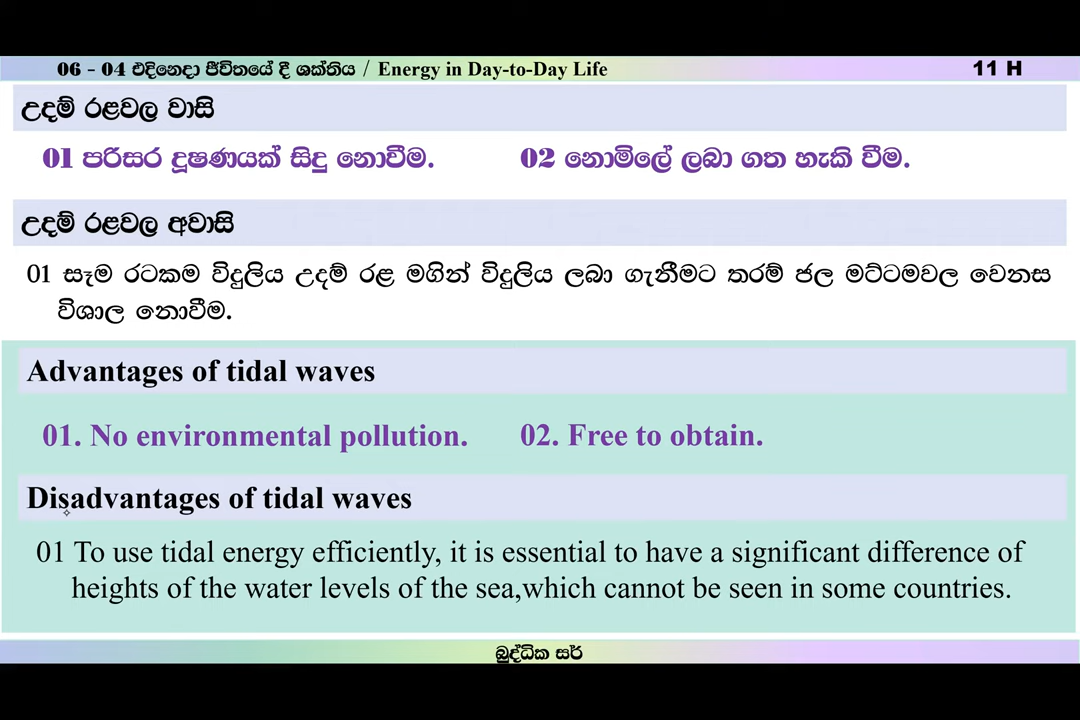 06 - 04 එදිනෙදා ජීවිතයේ දී ශක්තිය / Energy in Day-to-Day Life 11 H
උදම් රළවල වාසි
01 පරිසර දූෂණයක් සිදු නොවීම. 02 නොමිලේ ලබා ගත හැකි වීම.
උදම් රළවල අවාසි
01 සෑම රටකම විදුලිය උදම් රළ මගින් විදුලිය ලබා ගැනීමට තරම් ජල මට්ටමවල වෙනස
විශාල නොවීම.
Advantages of tidal waves
01. No environmental pollution. 02. Free to obtain.
Disadvantages of tidal waves
01 To use tidal energy efficiently, it is essential to have a significant difference of
heights of the water levels of the sea,which cannot be seen in some countries.
බුද්ධික සර්